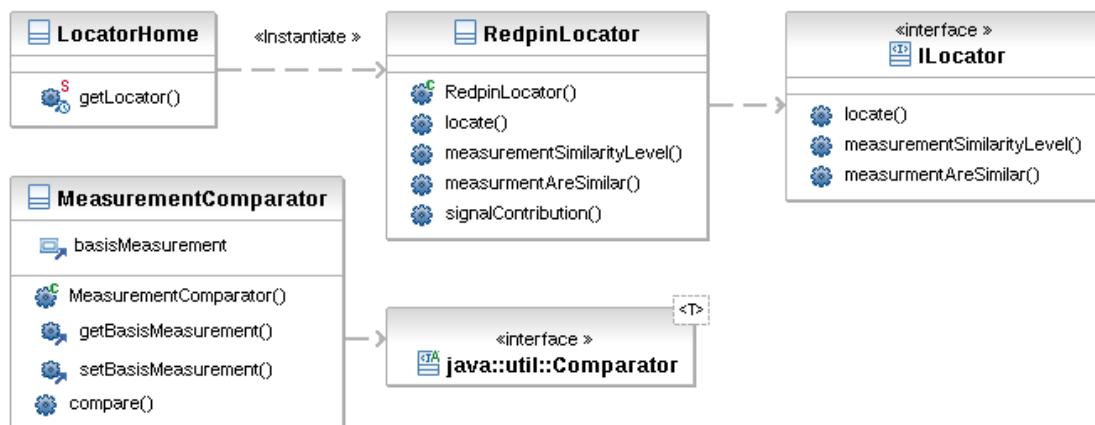 LocatorHome
S
getLocator()
«Instantiate »
RedpinLocator
C RedpinLocator()
locate()
measurementSimilarityLevel()
measurmentAreSimilar()
signalContribution()
«interface »
<I> ILocator
locate()
measurementSimilarityLevel()
measurmentAreSimilar()
MeasurementComparator
basisMeasurement
C MeasurementComparator()
getBasisMeasurement()
setBasisMeasurement()
compare()
<T>
«interface »
java::util::Comparator